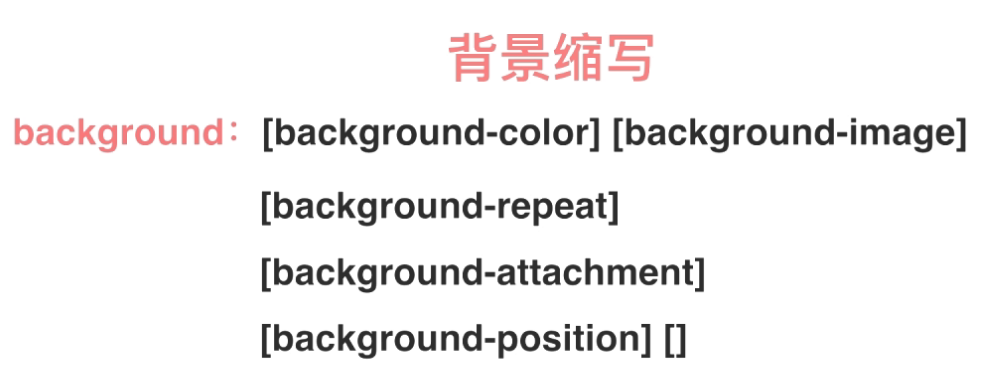 背景缩写
background： [background-color] [background-image]
[background-repeat]
[background-attachment]
[background-position] []